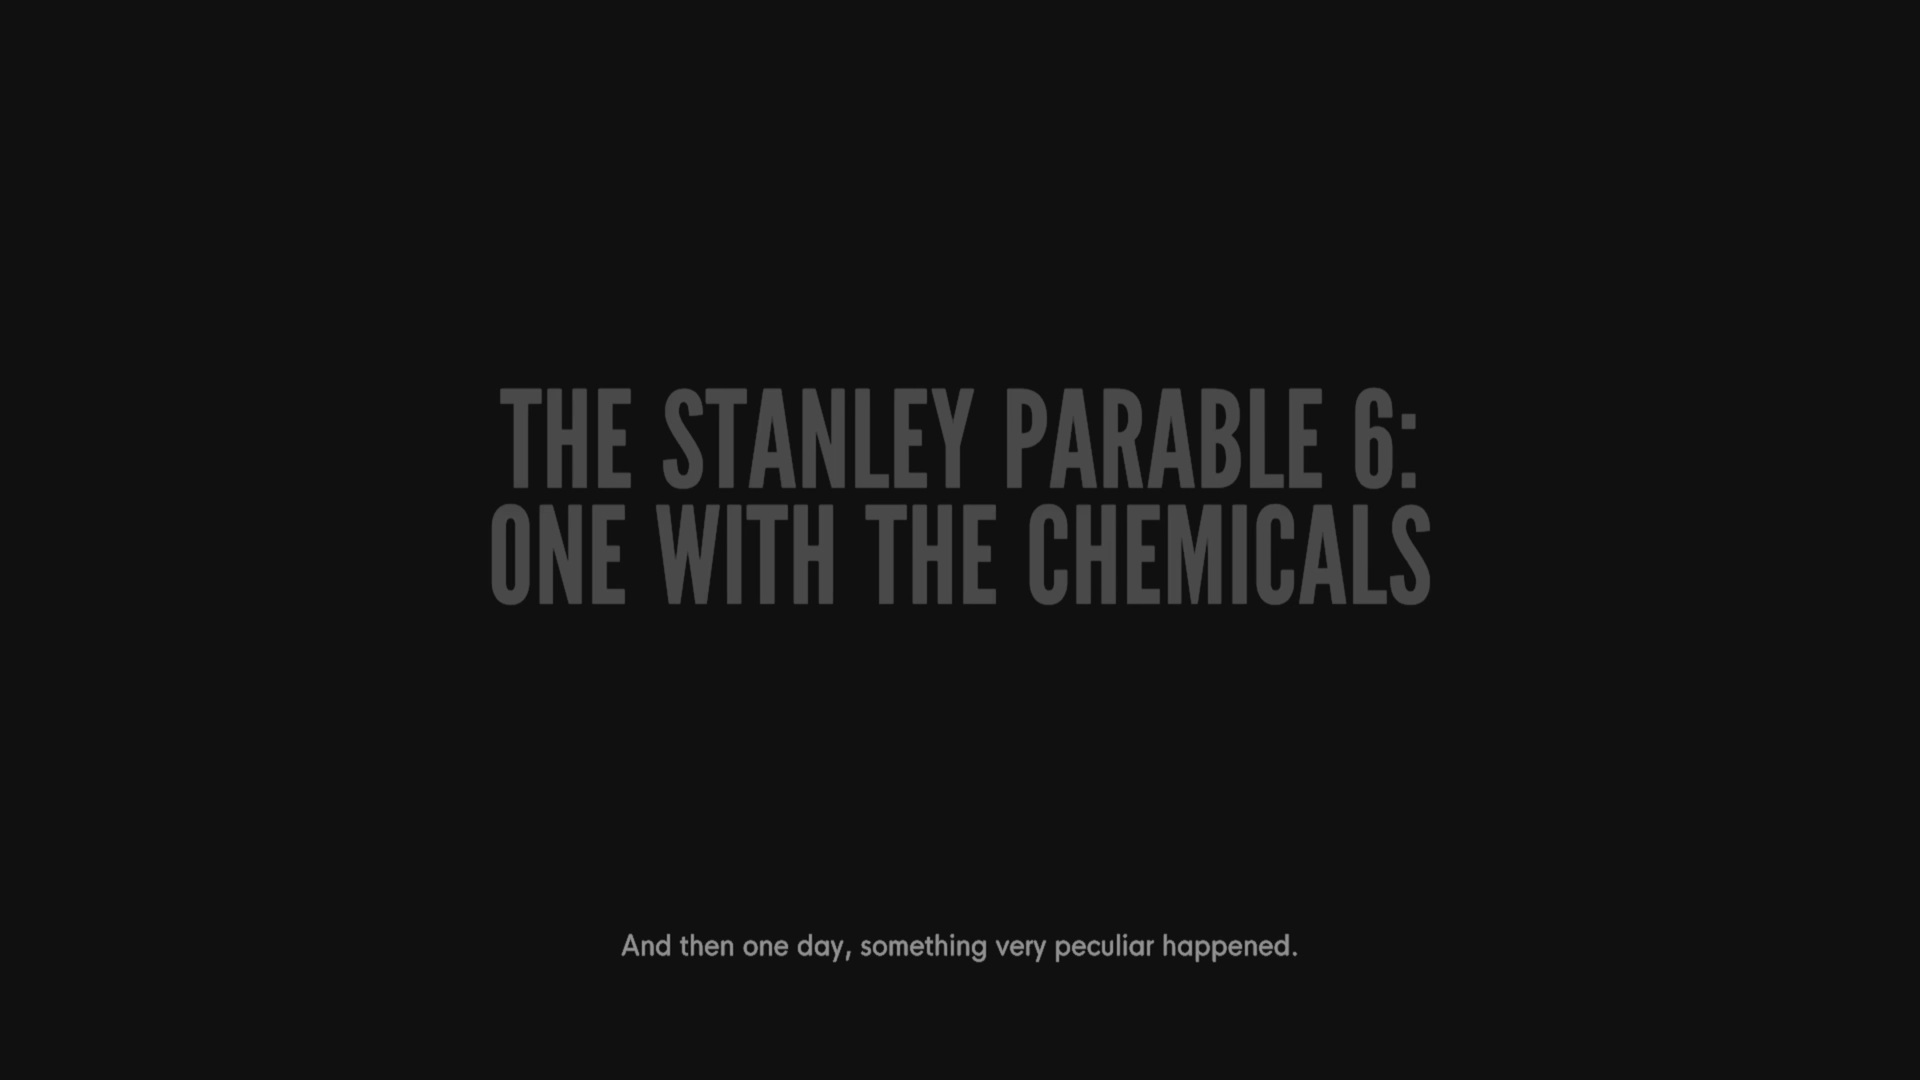 THE STANLEY PARABLE 6:
ONE WITH THE CHEMICALS
And then one day, something very peculiar happened.